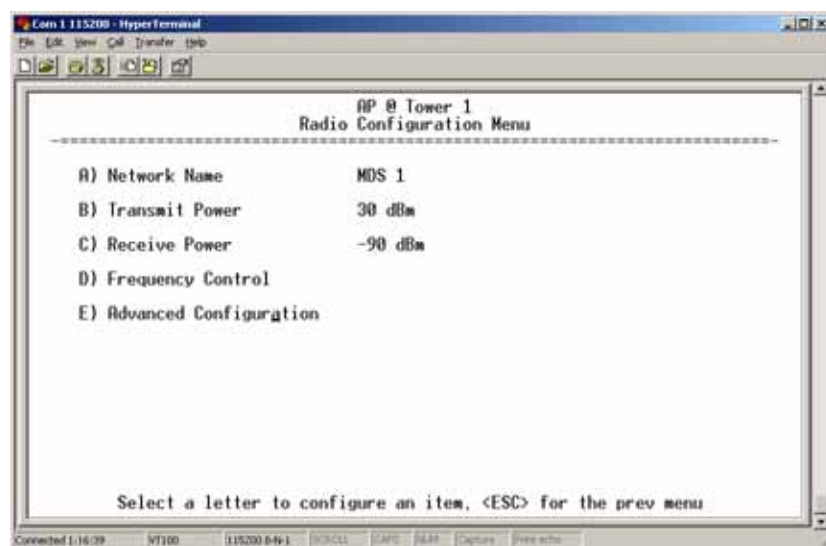 Com 1 115200 - HyperTerminal
File Edit View Call Transfer Help
AP @ Tower 1
Radio Configuration Menu
A) Network Name MDS 1
B) Transmit Power 30 dBm
C) Receive Power -90 dBm
D) Frequency Control
E) Advanced Configuration
Select a letter to configure an item, <ESC> for the prev menu
Connected 1:16:39 VT100 115200 8-N-1 SCROLL CAPS NUM Capture Print echo